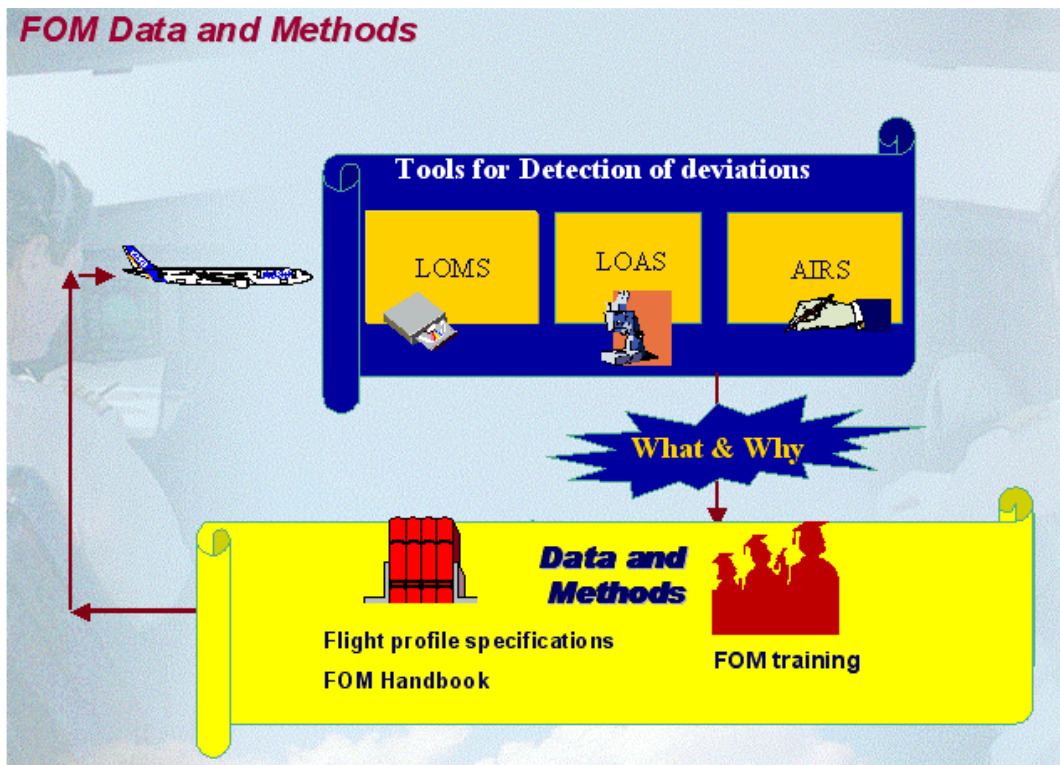 FOM Data and Methods
Tools for Detection of deviations
LOMS
LOAS
AIRS
What & Why
Data and
Methods
Flight profile specifications
FOM Handbook
FOM training